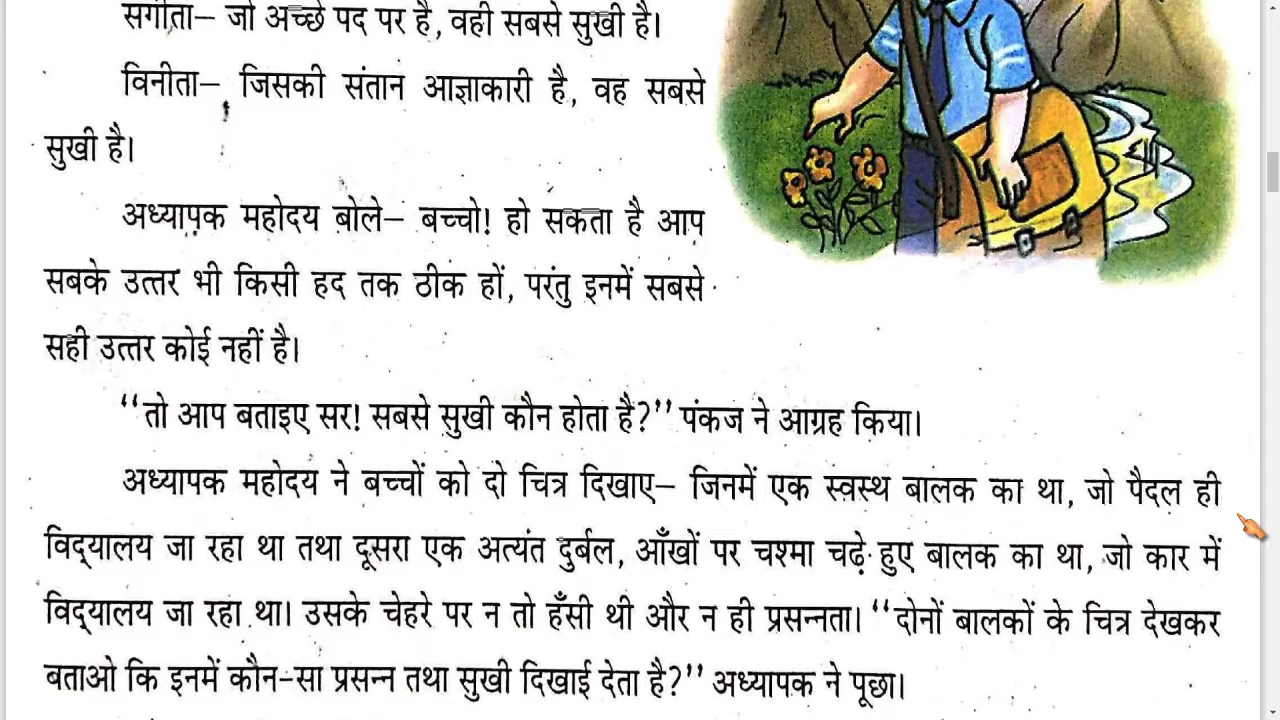 संगीता– जो अच्छे पद पर है, वही सबसे सुखी है।
विनीता– जिसकी संतान आज्ञाकारी है, वह सबसे
सुखी है।
अध्यापक महोदय बोले– बच्चो! हो सकता है आप
सबके उत्तर भी किसी हद तक ठीक हों, परंतु इनमें सबसे
सही उत्तर कोई नहीं है।
“तो आप बताइए सर! सबसे सुखी कौन होता है?” पंकज ने आग्रह किया।
अध्यापक महोदय ने बच्चों को दो चित्र दिखाए– जिनमें एक स्वस्थ बालक का था, जो पैदल ही
विद्‌यालय जा रहा था तथा दूसरा एक अत्यंत दुर्बल, आँखों पर चश्मा चढ़े हुए बालक का था, जो कार में
विद्‌यालय जा रहा था। उसके चेहरे पर न तो हँसी थी और न ही प्रसन्नता। “दोनों बालकों के चित्र देखकर
बताओ कि इनमें कौन-सा प्रसन्न तथा सुखी दिखाई देता है?” अध्यापक ने पूछा।